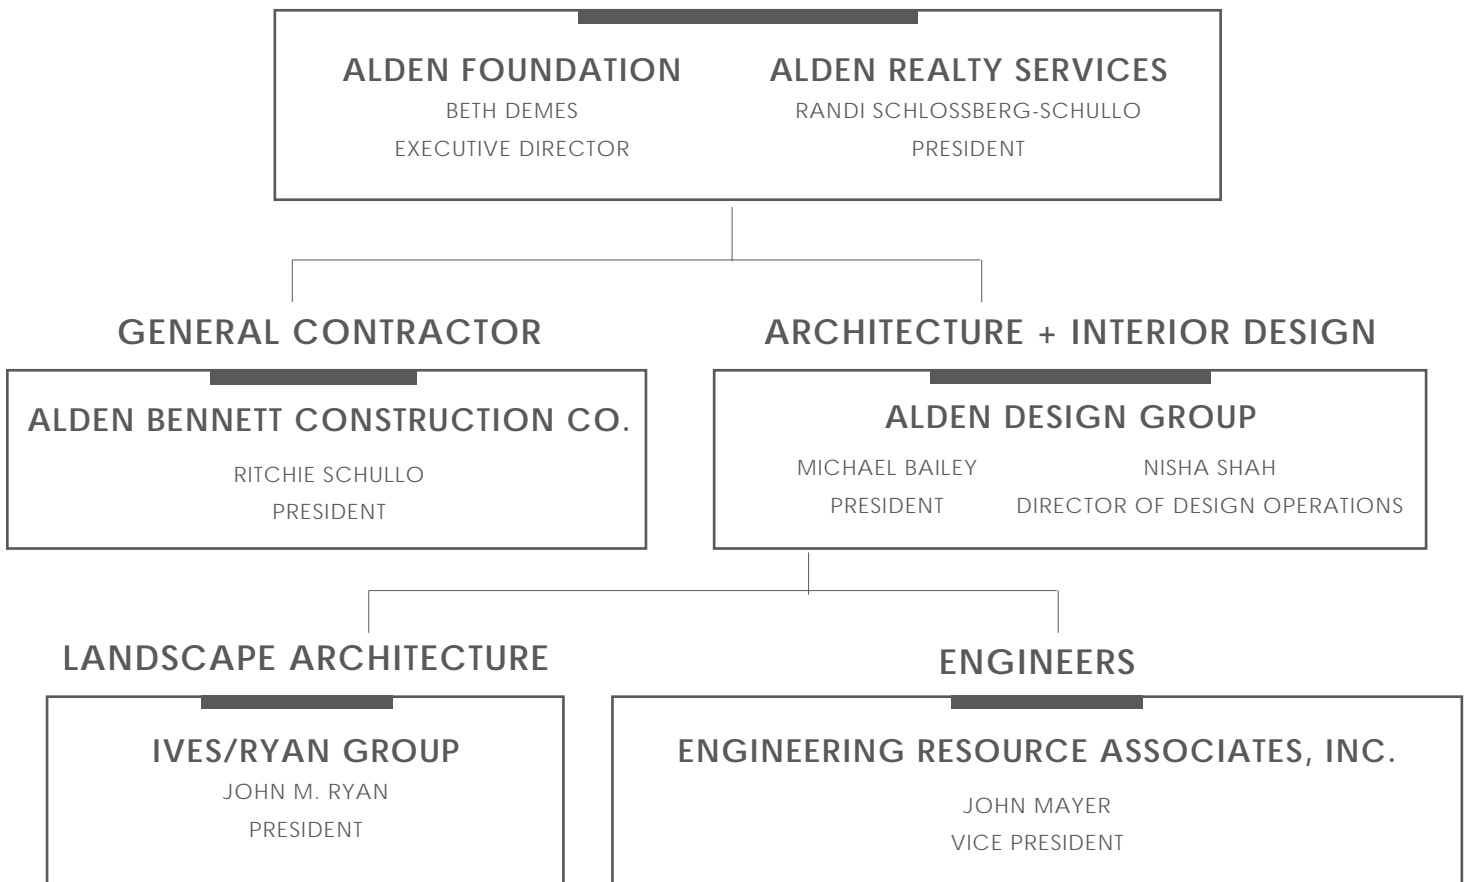 ALDEN FOUNDATION
BETH DEMES
EXECUTIVE DIRECTOR
ALDEN REALTY SERVICES
RANDI SCHLOSSBERG-SCHULLO
PRESIDENT
GENERAL CONTRACTOR
ALDEN BENNETT CONSTRUCTION CO.
RITCHIE SCHULLO
PRESIDENT
ARCHITECTURE + INTERIOR DESIGN
ALDEN DESIGN GROUP
MICHAEL BAILEY
PRESIDENT
NISHA SHAH
DIRECTOR OF DESIGN OPERATIONS
LANDSCAPE ARCHITECTURE
IVES/RYAN GROUP
JOHN M. RYAN
PRESIDENT
ENGINEERS
ENGINEERING RESOURCE ASSOCIATES, INC.
JOHN MAYER
VICE PRESIDENT